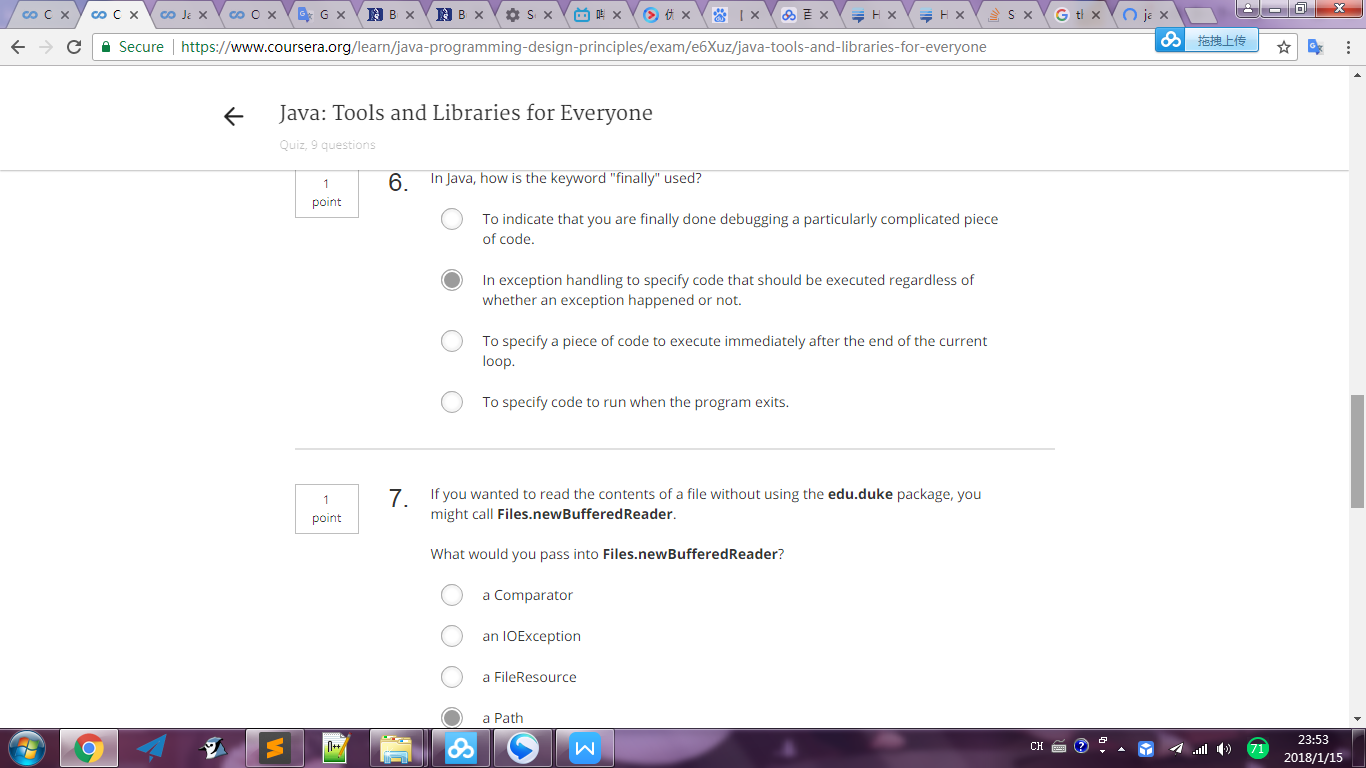 C
C
Ja
C
G
B
B
Se
优
百
H
H
C
tl
ja
Secure
https://www.coursera.org/learn/java-programming-design-principles/exam/e6Xuz/java-tools-and-libraries-for-everyone
拖拽上传
Java: Tools and Libraries for Everyone
Quiz, 9 questions
1
point
6.
In Java, how is the keyword "finally" used?
To indicate that you are finally done debugging a particularly complicated piece
of code.
In exception handling to specify code that should be executed regardless of
whether an exception happened or not.
To specify a piece of code to execute immediately after the end of the current
loop.
To specify code to run when the program exits.
1
point
7.
If you wanted to read the contents of a file without using the edu.duke package, you
might call Files.newBufferedReader.
What would you pass into Files.newBufferedReader?
a Comparator
an IOException
a FileResource
a Path
CH
71
23:53
2018/1/15